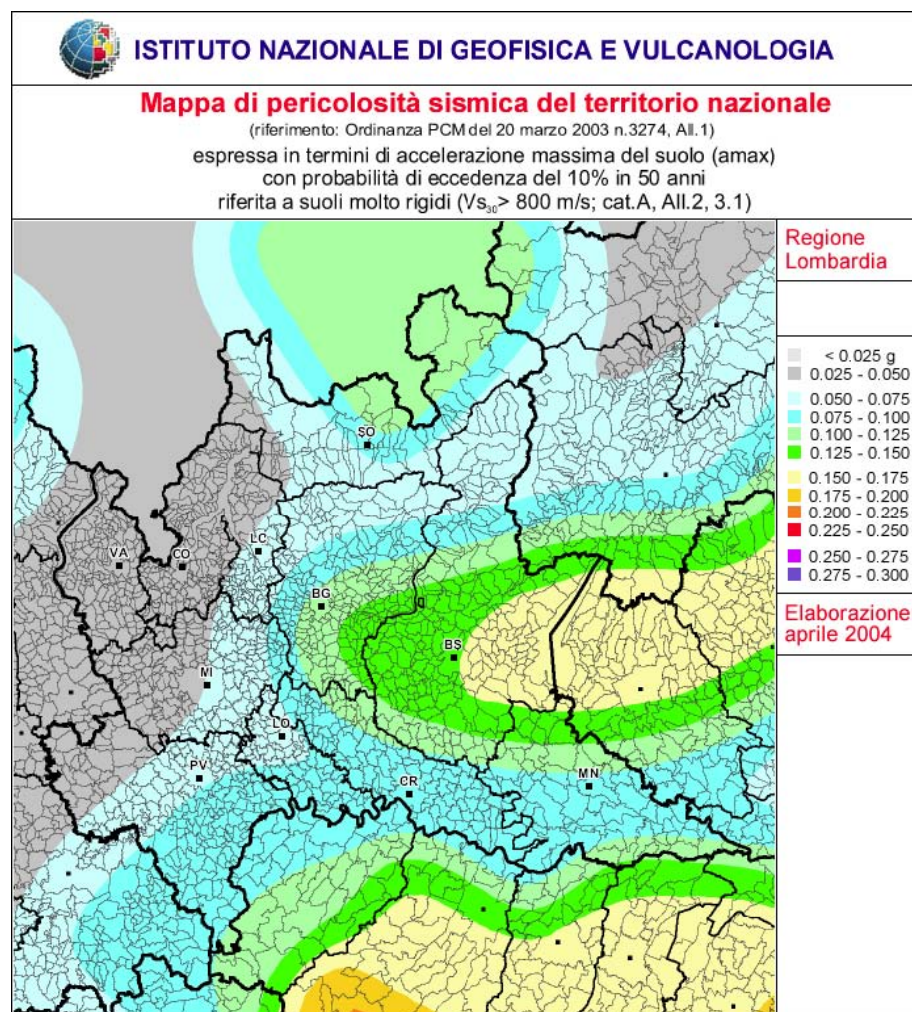 ISTITUTO NAZIONALE DI GEOFISICA E VULCANOLOGIA
Mappa di pericolosità sismica del territorio nazionale
(riferimento: Ordinanza PCM del 20 marzo 2003 n.3274, All.1)
espressa in termini di accelerazione massima del suolo (amax)
con probabilità di eccedenza del 10% in 50 anni
riferita a suoli molto rigidi (Vs₃₀> 800 m/s; cat.A, All.2, 3.1)
Regione
Lombardia
< 0.025 g
0.025 - 0.050
0.050 - 0.075
0.075 - 0.100
0.100 - 0.125
0.125 - 0.150
0.150 - 0.175
0.175 - 0.200
0.200 - 0.225
0.225 - 0.250
0.250 - 0.275
0.275 - 0.300
Elaborazione
aprile 2004
SO
LC
VA
CO
BG
BS
MI
LO
PV
CR
MN